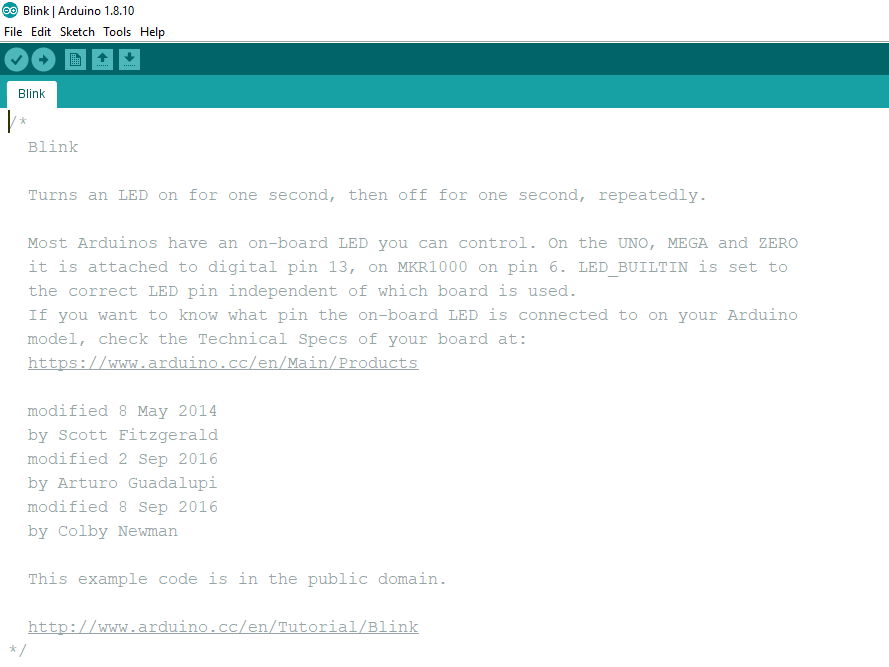 Blink | Arduino 1.8.10
File Edit Sketch Tools Help
Blink
/*
Blink
Turns an LED on for one second, then off for one second, repeatedly.
Most Arduinos have an on-board LED you can control. On the UNO, MEGA and ZERO
it is attached to digital pin 13, on MKR1000 on pin 6. LED_BUILTIN is set to
the correct LED pin independent of which board is used.
If you want to know what pin the on-board LED is connected to on your Arduino
model, check the Technical Specs of your board at:
https://www.arduino.cc/en/Main/Products
modified 8 May 2014
by Scott Fitzgerald
modified 2 Sep 2016
by Arturo Guadalupi
modified 8 Sep 2016
by Colby Newman
This example code is in the public domain.
http://www.arduino.cc/en/Tutorial/Blink
*/